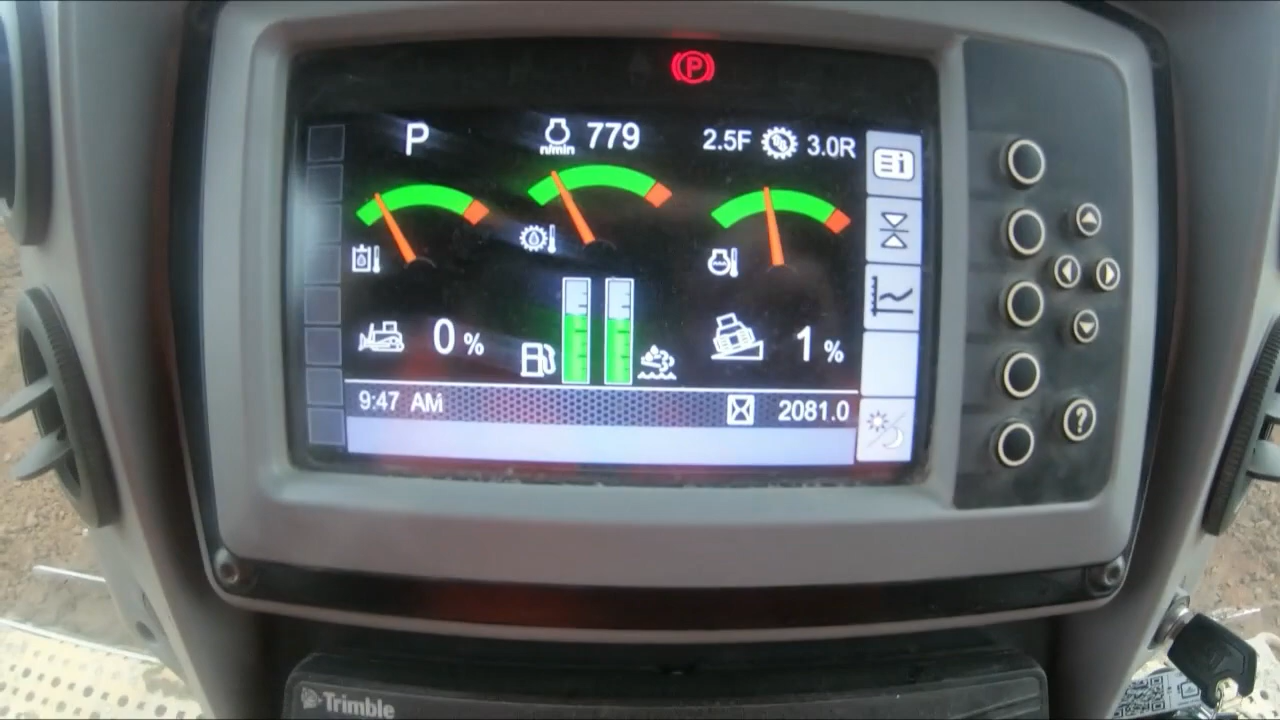 P
P
n/min
779
2.5F
3.0R
0 %
1 %
9:47 AM
2081.0
?
Trimble